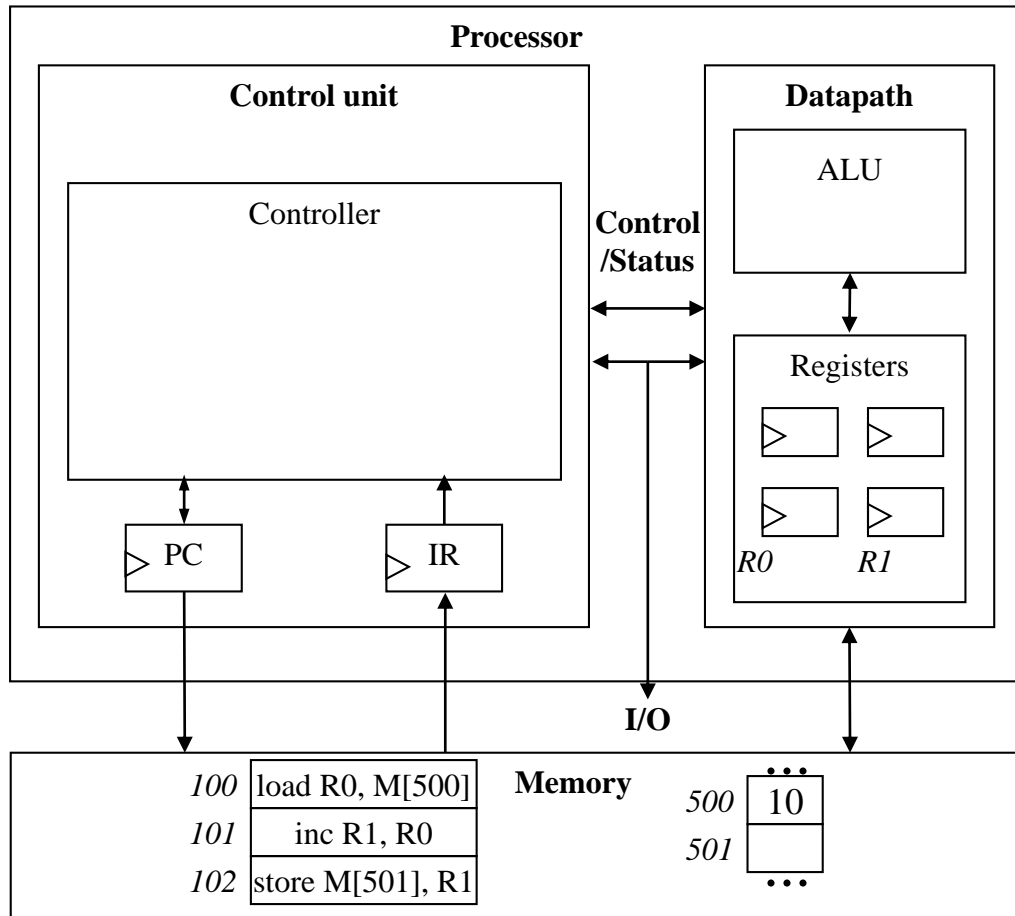 Processor
Control unit
Controller
PC
IR
Control
/Status
Datapath
ALU
Registers
R0
R1
I/O
Memory
100 load R0, M[500]
101 inc R1, R0
102 store M[501], R1
...
500 10
501
...